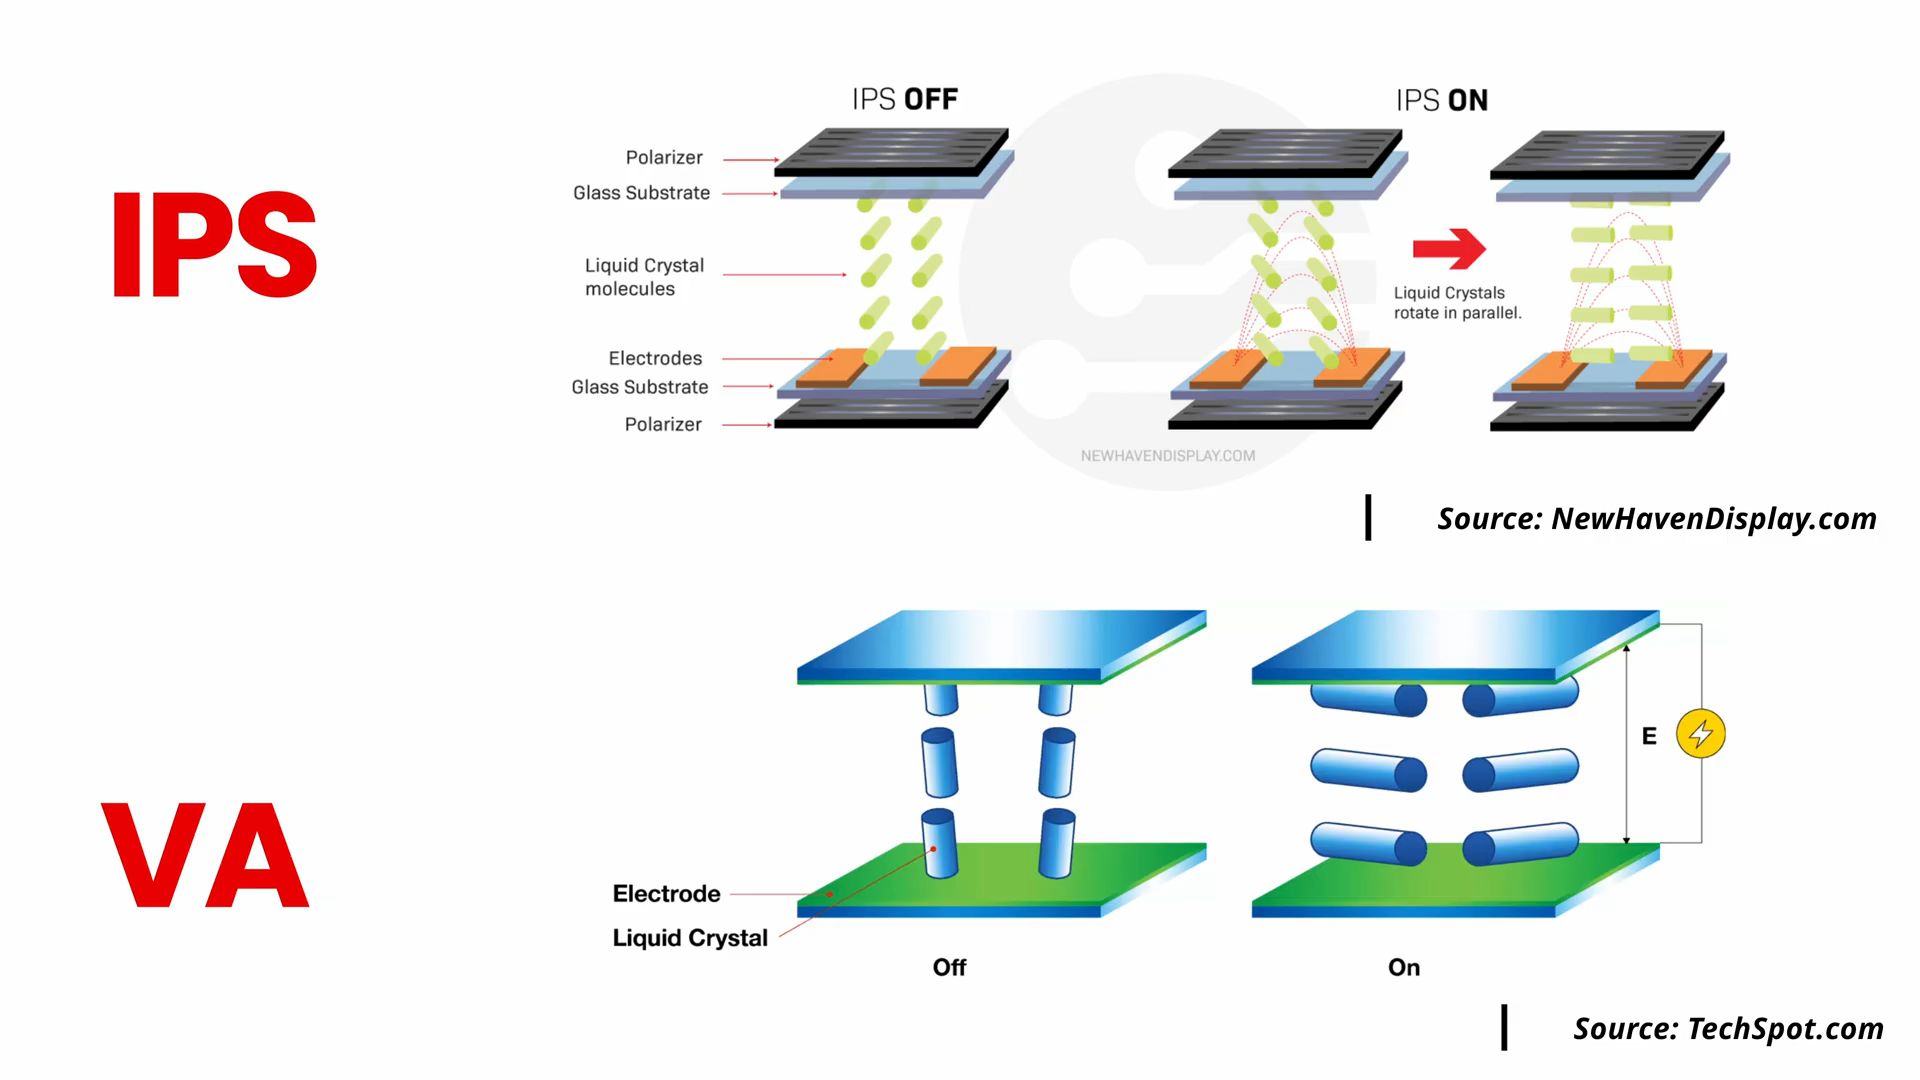 IPS
IPS OFF
IPS ON
Polarizer
Glass Substrate
Liquid Crystal
molecules
Electrodes
Glass Substrate
Polarizer
Liquid Crystals
rotate in parallel.
NEWHAVENDISPLAY.COM
Source: NewHavenDisplay.com
VA
E
Electrode
Liquid Crystal
Off
On
Source: TechSpot.com